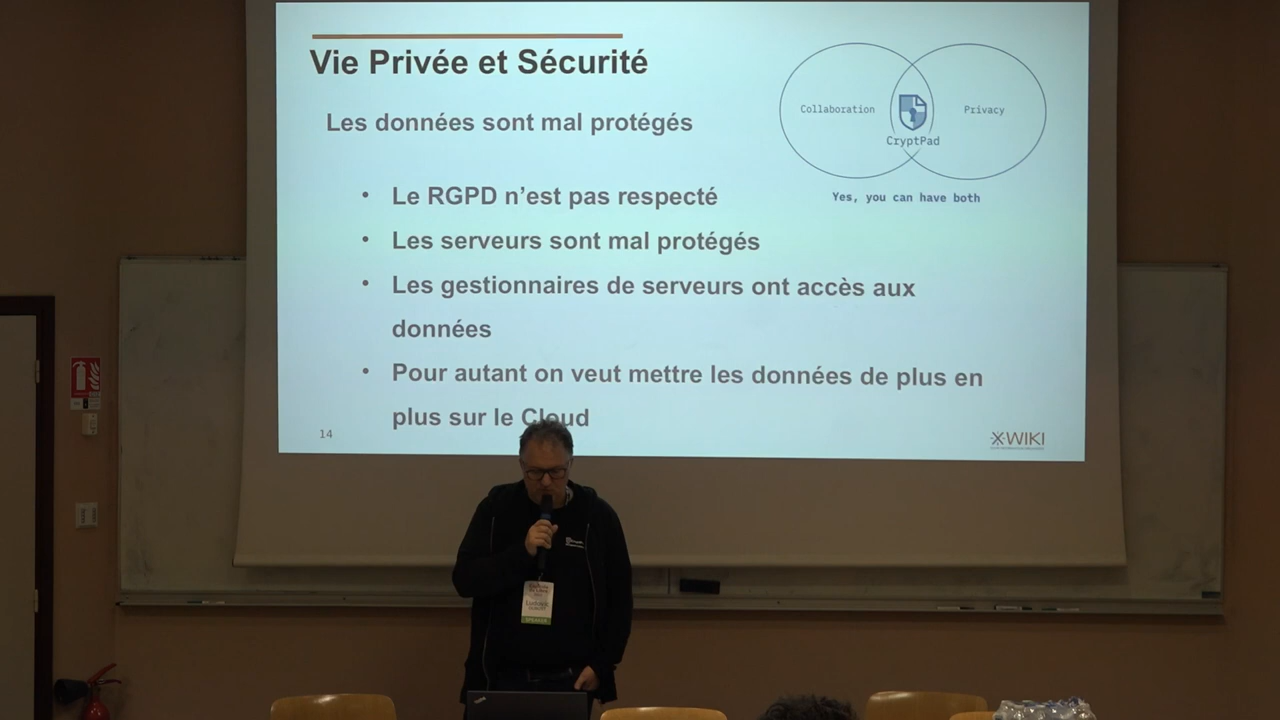 Vie Privée et Sécurité
Les données sont mal protégés
Collaboration
Privacy
CryptPad
Yes, you can have both
• Le RGPD n’est pas respecté
• Les serveurs sont mal protégés
• Les gestionnaires de serveurs ont accès aux
données
• Pour autant on veut mettre les données de plus en
plus sur le Cloud
14
XWIKI
SPEAKER